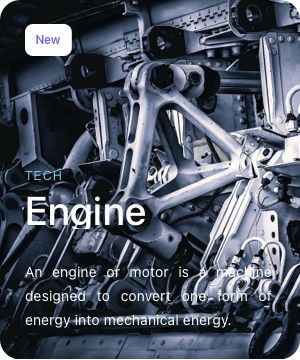 New
TECH
Engine
An engine or motor is a machine
designed to convert one form of
energy into mechanical energy.